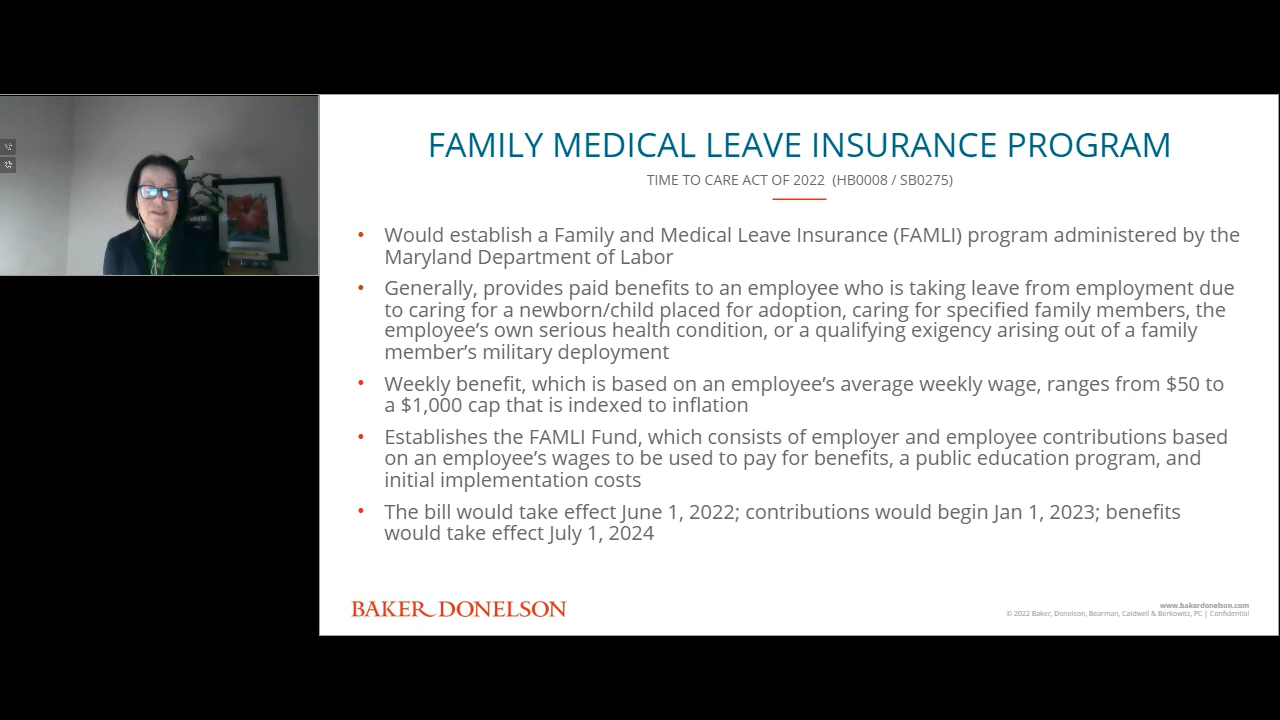 FAMILY MEDICAL LEAVE INSURANCE PROGRAM
TIME TO CARE ACT OF 2022 (HB0008 / SB0275)
• Would establish a Family and Medical Leave Insurance (FAMLI) program administered by the
Maryland Department of Labor
• Generally, provides paid benefits to an employee who is taking leave from employment due
to caring for a newborn/child placed for adoption, caring for specified family members, the
employee’s own serious health condition, or a qualifying exigency arising out of a family
member’s military deployment
• Weekly benefit, which is based on an employee’s average weekly wage, ranges from $50 to
a $1,000 cap that is indexed to inflation
• Establishes the FAMLI Fund, which consists of employer and employee contributions based
on an employee’s wages to be used to pay for benefits, a public education program, and
initial implementation costs
• The bill would take effect June 1, 2022; contributions would begin Jan 1, 2023; benefits
would take effect July 1, 2024
BAKER DONELSON
www.bakerdonelson.com
© 2022 Baker, Donelson, Bearman, Caldwell & Berkowitz, PC | Confidential